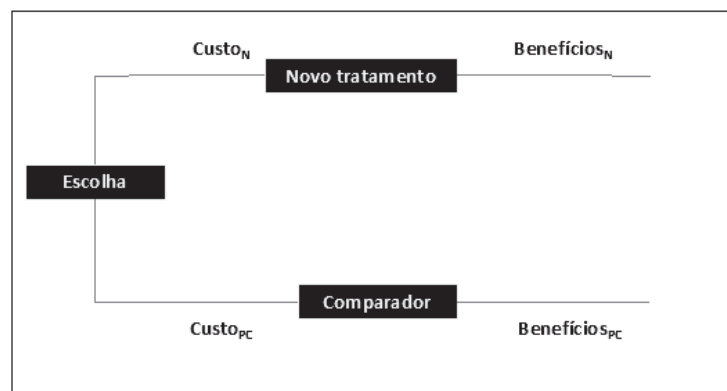 Custo_N Benefícios_N
Novo tratamento
Escolha
Comparador
Custo_PC Benefícios_PC